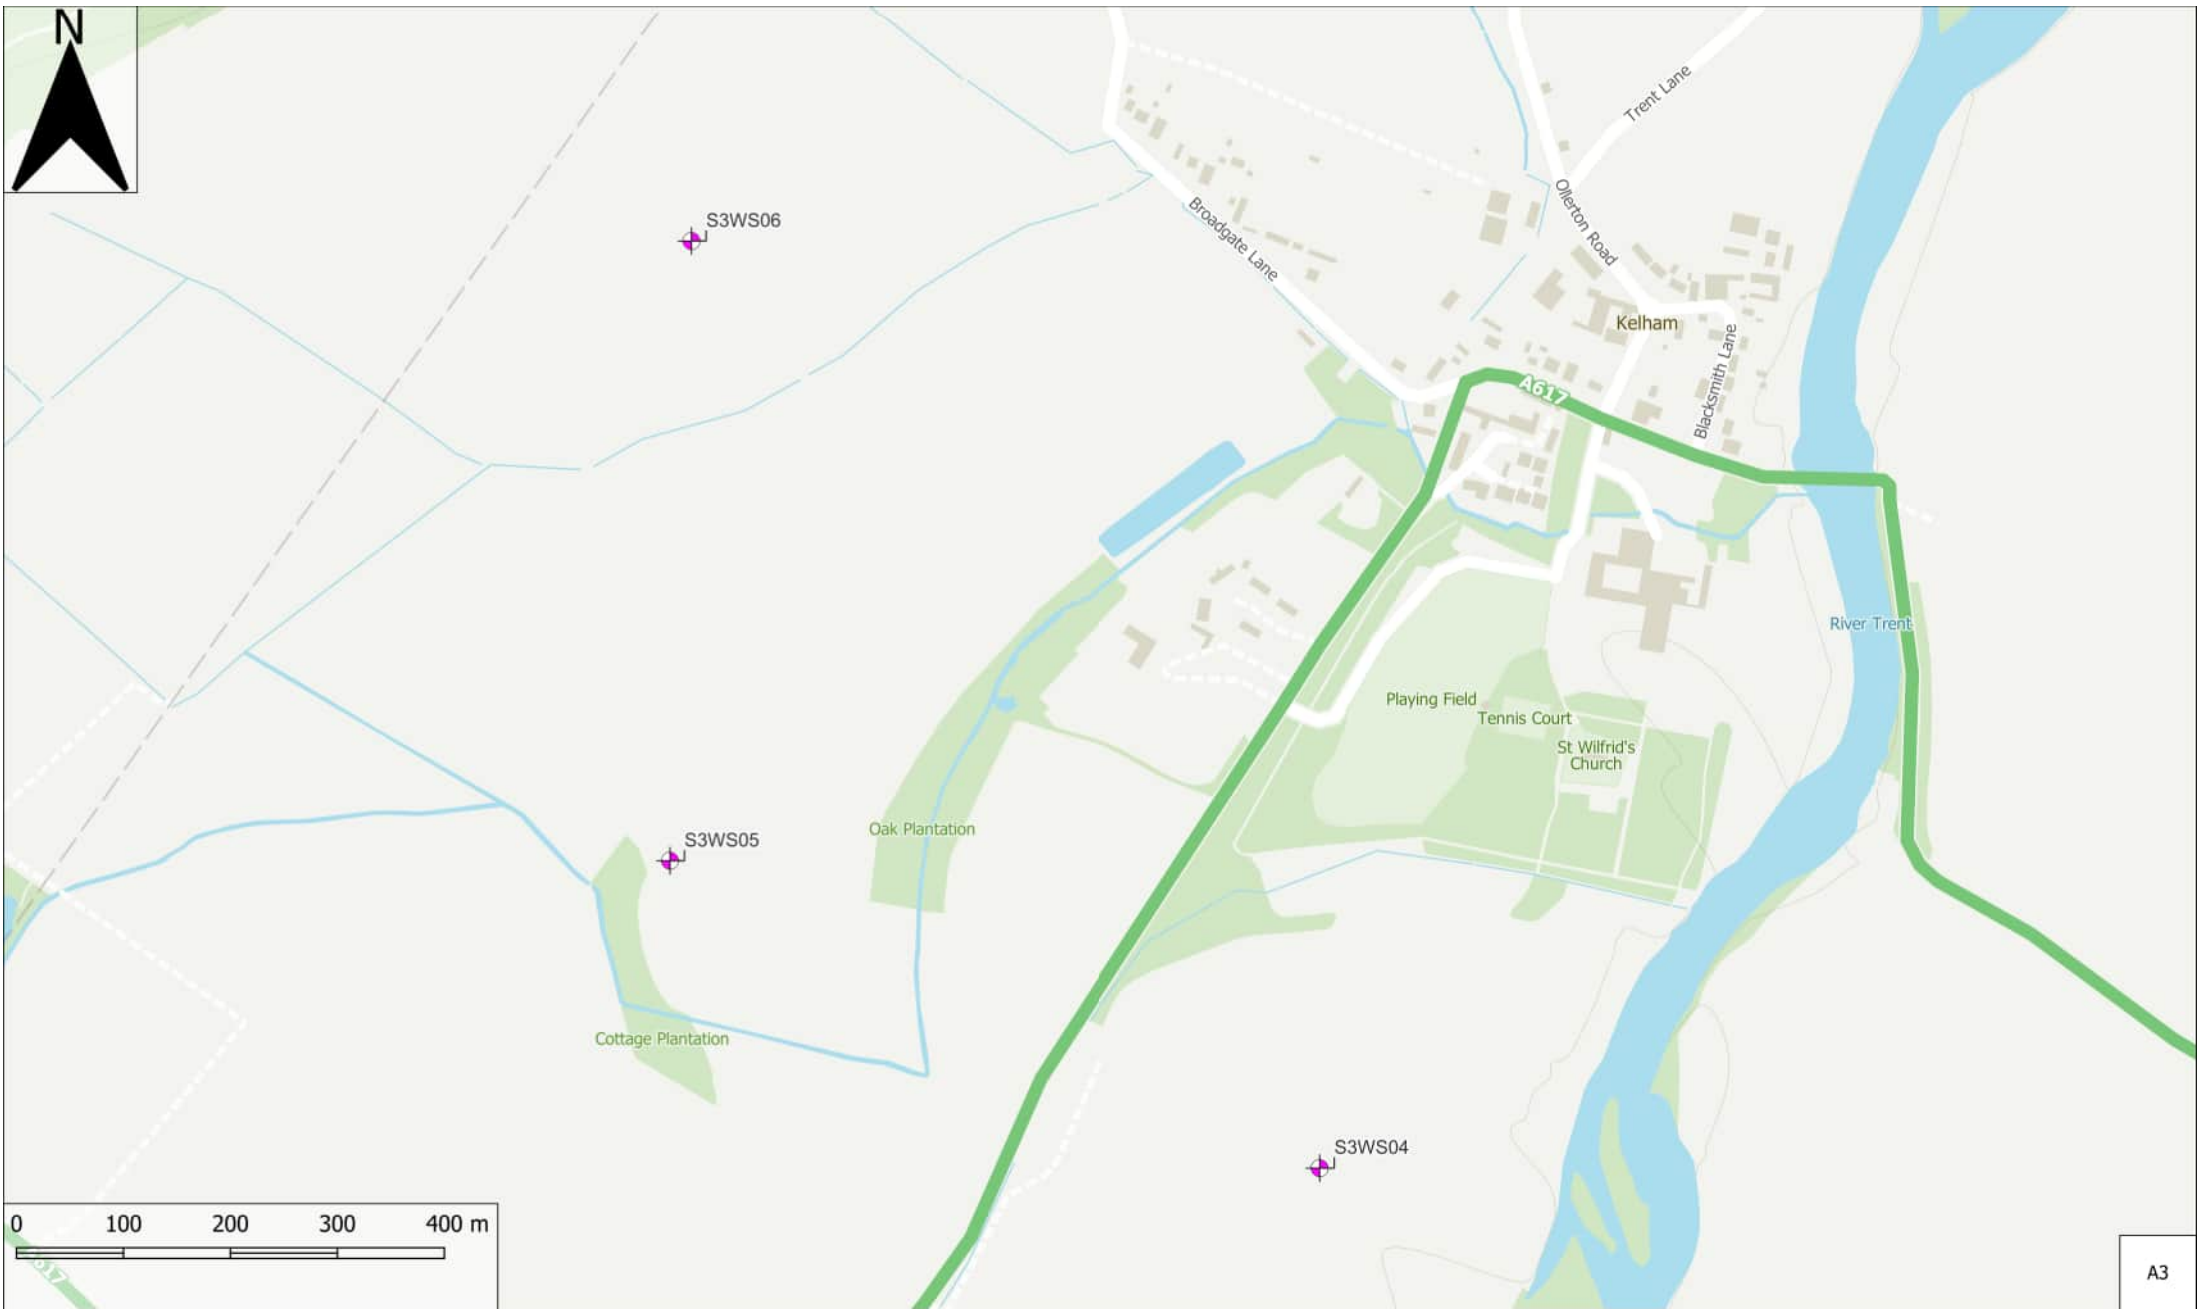 N
Trent Lane
S3WS06
Broadgate Lane
Ollerton Road
Kelham
Blacksmith Lane
A617
River Trent
Playing Field
Tennis Court
St Wilfrid's
Church
S3WS05
Oak Plantation
Cottage Plantation
S3WS04
0 100 200 300 400 m
A617
A3